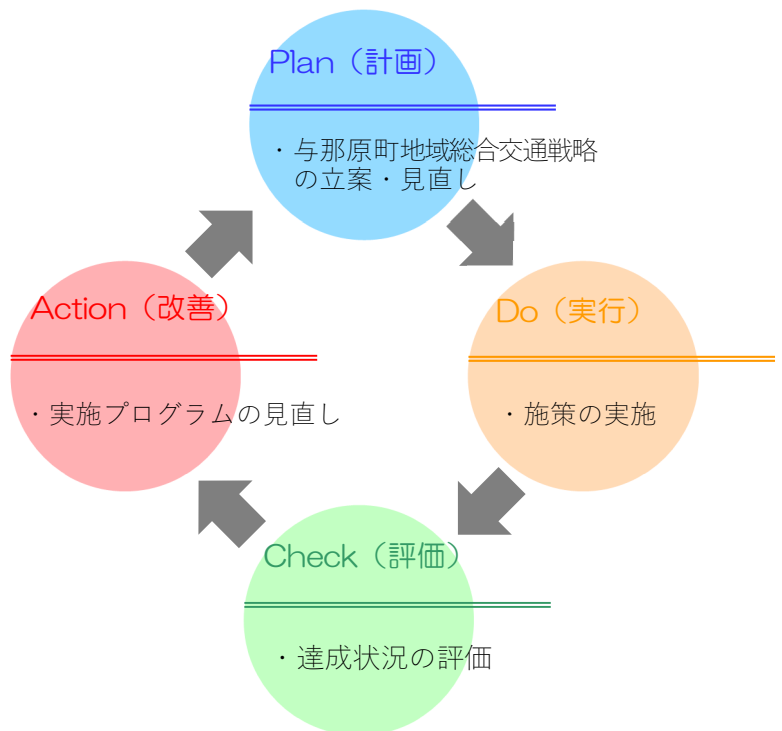 Plan（計画）
・与那原町地域総合交通戦略
の立案・見直し
Action（改善）
・実施プログラムの見直し
Do（実行）
・施策の実施
Check（評価）
・達成状況の評価